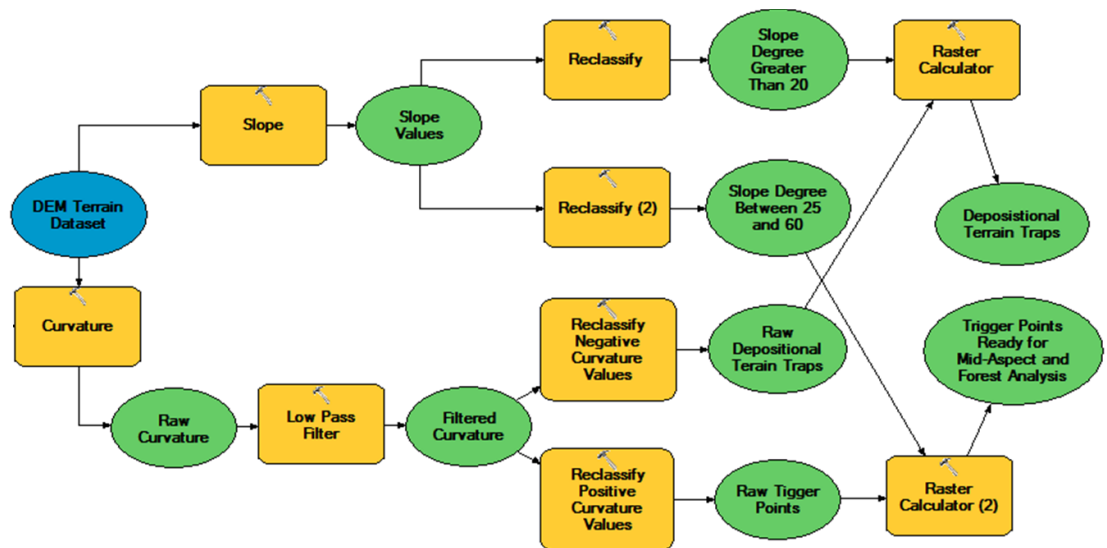 Slope
Slope
Values
Reclassify
Slope
Degree
Greater
Than 20
Raster
Calculator
DEM Terrain
Dataset
Reclassify (2)
Slope Degree
Between 25
and 60
Deposistional
Terrain Traps
Curvature
Raw
Curvature
Low Pass
Filter
Filtered
Curvature
Reclassify
Negative
Curvature
Values
Raw
Depositional
Terain Traps
Trigger Points
Ready for
Mid-Aspect and
Forest Analysis
Reclassify
Positive
Curvature
Values
Raw Tigger
Points
Raster
Calculator (2)